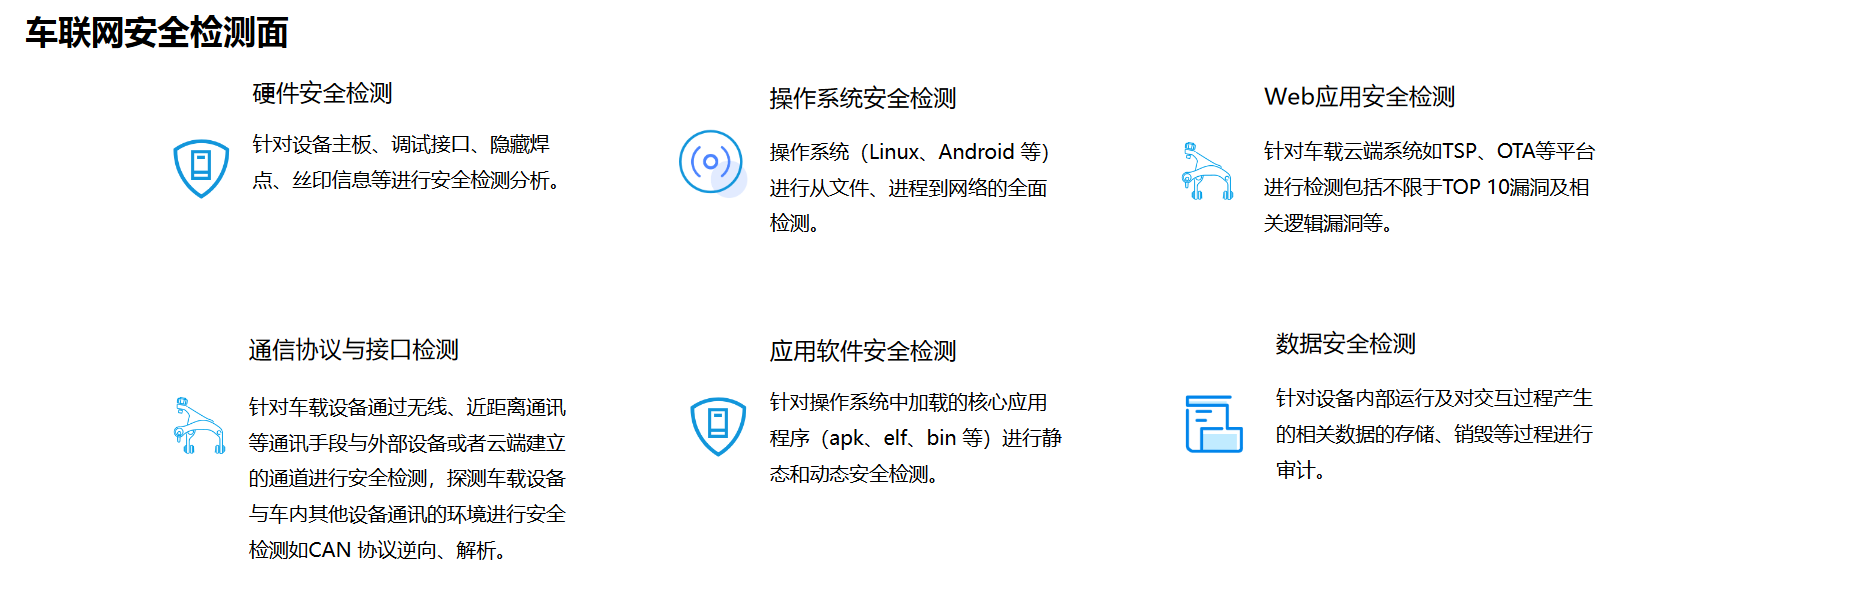 车联网安全检测面
硬件安全检测
针对设备主板、调试接口、隐藏焊
点、丝印信息等进行安全检测分析。
操作系统安全检测
操作系统（Linux、Android 等）
进行从文件、进程到网络的全面
检测。
Web应用安全检测
针对车载云端系统如TSP、OTA等平台
进行检测包括不限于TOP 10漏洞及相
关逻辑漏洞等。
通信协议与接口检测
针对车载设备通过无线、近距离通讯
等通讯手段与外部设备或者云端建立
的通道进行安全检测，探测车载设备
与车内其他设备通讯的环境进行安全
检测如CAN 协议逆向、解析。
应用软件安全检测
针对操作系统中加载的核心应用
程序（apk、elf、bin 等）进行静
态和动态安全检测。
数据安全检测
针对设备内部运行及对交互过程产生
的相关数据的存储、销毁等过程进行
审计。